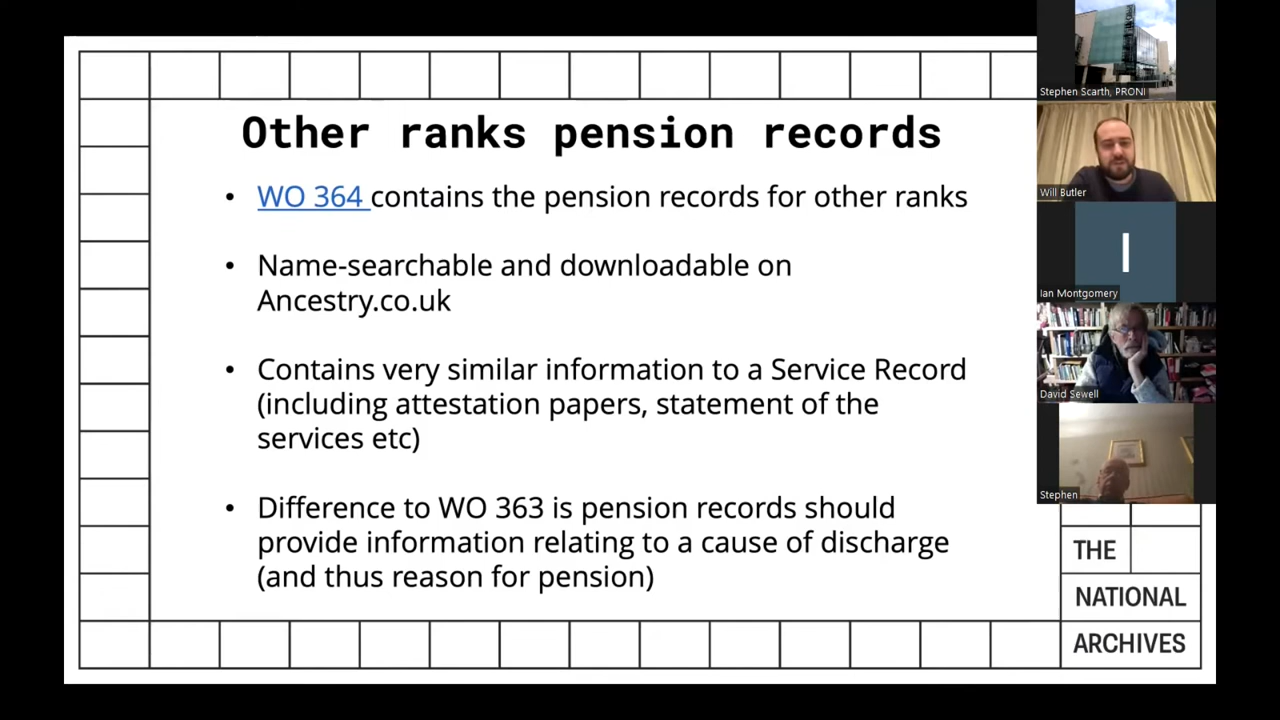 Other ranks pension records
• WO 364 contains the pension records for other ranks
• Name-searchable and downloadable on
Ancestry.co.uk
• Contains very similar information to a Service Record
(including attestation papers, statement of the
services etc)
• Difference to WO 363 is pension records should
provide information relating to a cause of discharge
(and thus reason for pension)
Stephen Scarth, PRONI
Will Butler
I
Ian Montgomery
David Sewell
Stephen
THE
NATIONAL
ARCHIVES